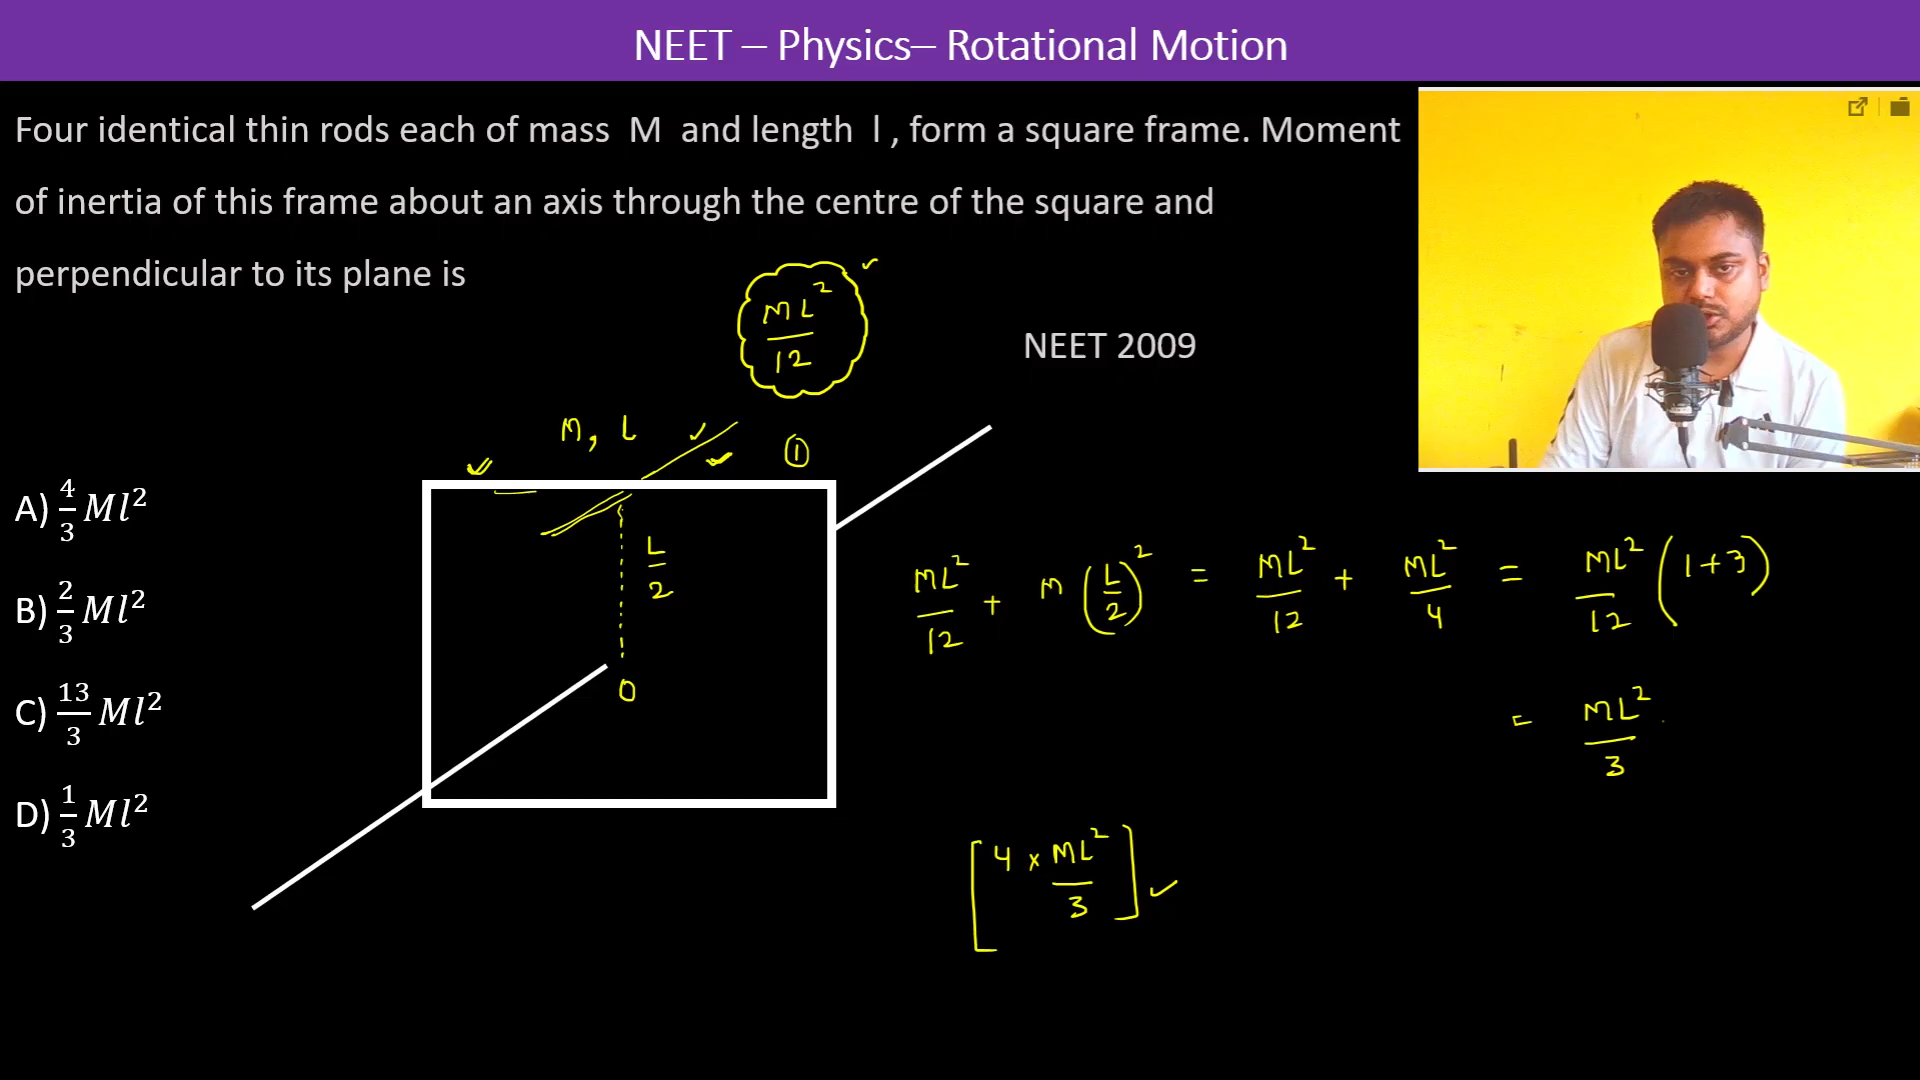 NEET – Physics– Rotational Motion
Four identical thin rods each of mass M and length l , form a square frame. Moment
of inertia of this frame about an axis through the centre of the square and
perpendicular to its plane is
ML²/12
NEET 2009
M, L
①
A) 4/3 Ml²
B) 2/3 Ml²
C) 13/3 Ml²
D) 1/3 Ml²
L/2
O
ML²/12 + M (L/2)² = ML²/12 + ML²/4 = ML²/12 (1+3)
= ML²/3
[4 × ML²/3]